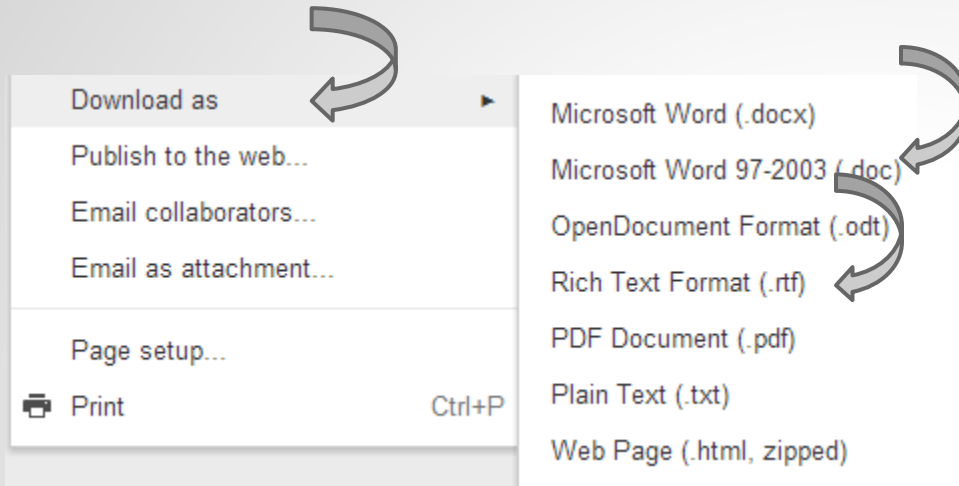 Download as
Publish to the web...
Email collaborators...
Email as attachment...
Page setup...
Print Ctrl+P
Microsoft Word (.docx)
Microsoft Word 97-2003 (.doc)
OpenDocument Format (.odt)
Rich Text Format (.rtf)
PDF Document (.pdf)
Plain Text (.txt)
Web Page (.html, zipped)